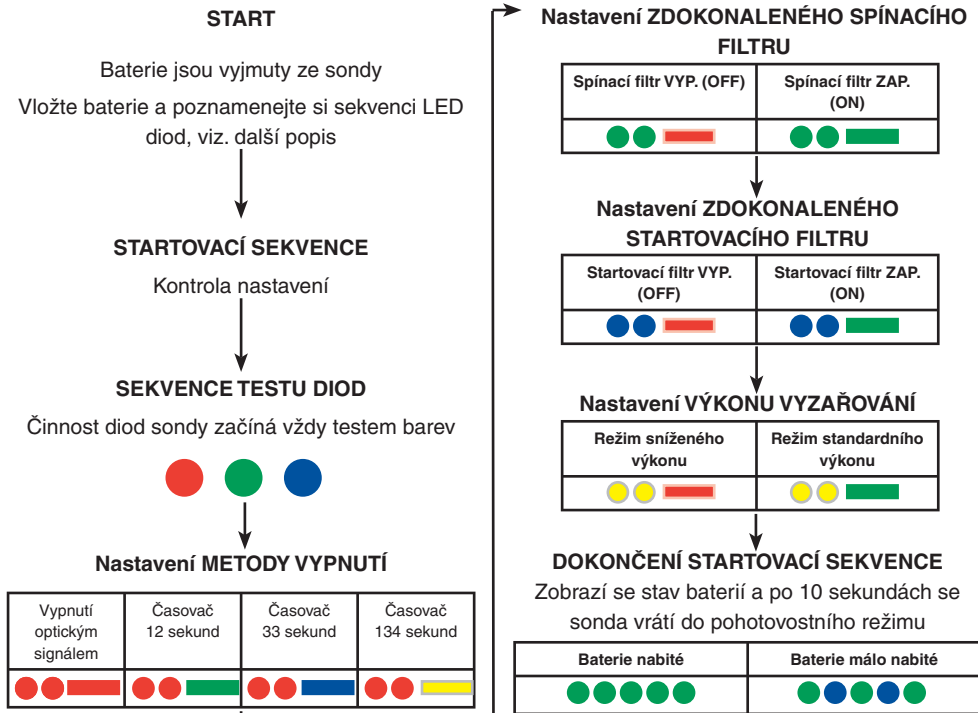 START
Baterie jsou vyjmuty ze sondy
Vložte baterie a poznamenejte si sekvenci LED
diod, viz. další popis
STARTOVACÍ SEKVENCE
Kontrola nastavení
SEKVENCE TESTU DIOD
Činnost diod sondy začíná vždy testem barev
Nastavení METODY VYPNUTÍ
Vypnutí
optickým
signálem
Časovač
12 sekund
Časovač
33 sekund
Časovač
134 sekund
Nastavení ZDOKONALENÉHO SPÍNACÍHO
FILTRU
Spínací filtr VYP. (OFF)
Spínací filtr ZAP.
(ON)
Nastavení ZDOKONALENÉHO
STARTOVACÍHO FILTRU
Startovací filtr VYP.
(OFF)
Startovací filtr ZAP.
(ON)
Nastavení VÝKONU VYZAŘOVÁNÍ
Režim sníženého
výkonu
Režim standardního
výkonu
DOKONČENÍ STARTOVACÍ SEKVENCE
Zobrazí se stav baterií a po 10 sekundách se
sonda vrátí do pohotovostního režimu
Baterie nabité
Baterie málo nabité